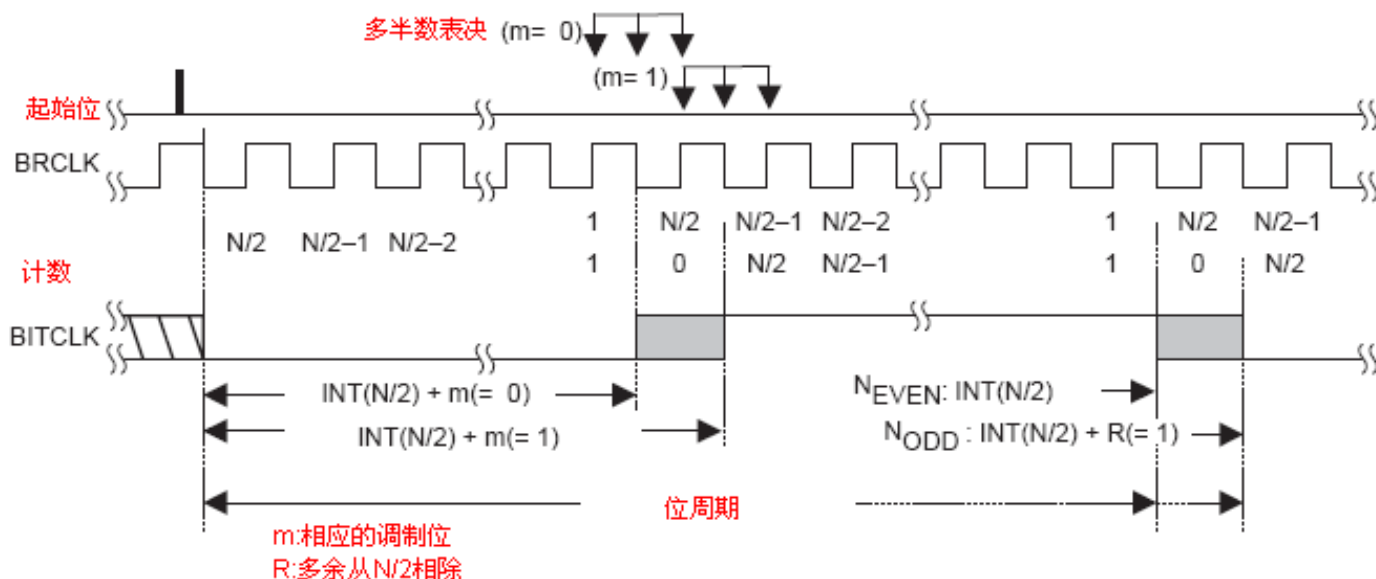 多半数表决 (m= 0)
(m= 1)
起始位
BRCLK
1 N/2 N/2–1 N/2–2 1 N/2 N/2–1
N/2 N/2–1 N/2–2
计数
1 0 N/2 N/2–1 1 0 N/2
BITCLK
INT(N/2) + m(= 0) NEVEN: INT(N/2)
INT(N/2) + m(= 1) NODD : INT(N/2) + R(= 1)
位周期
m:相应的调制位
R:多余从N/2相除